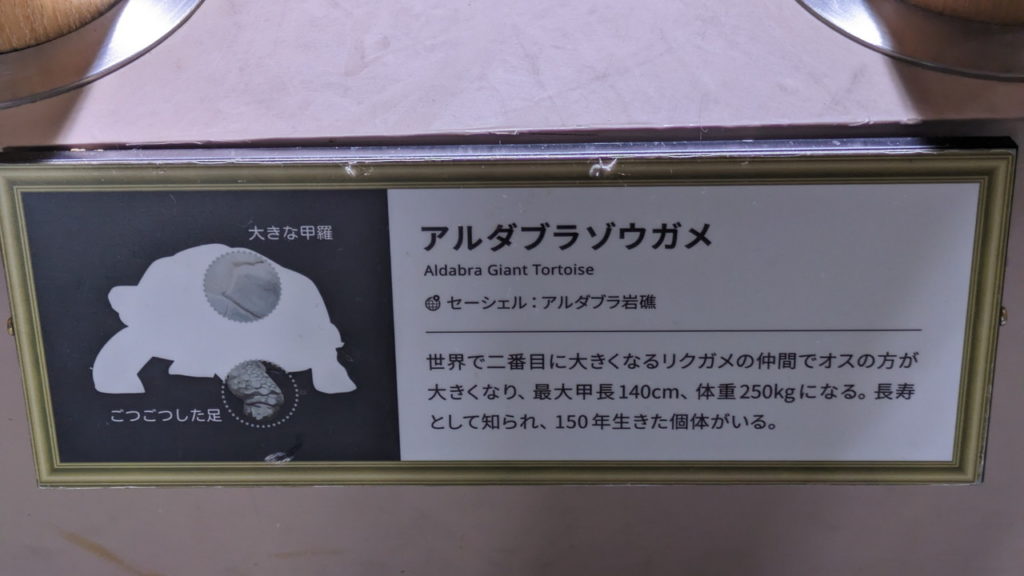 大きな甲羅
ごつごつした足
アルダブラゾウガメ
Aldabra Giant Tortoise
セーシェル：アルダブラ岩礁
世界で二番目に大きくなるリクガメの仲間でオスの方が
大きくなり、最大甲長140cm、体重250kgになる。長寿
として知られ、150年生きた個体がいる。